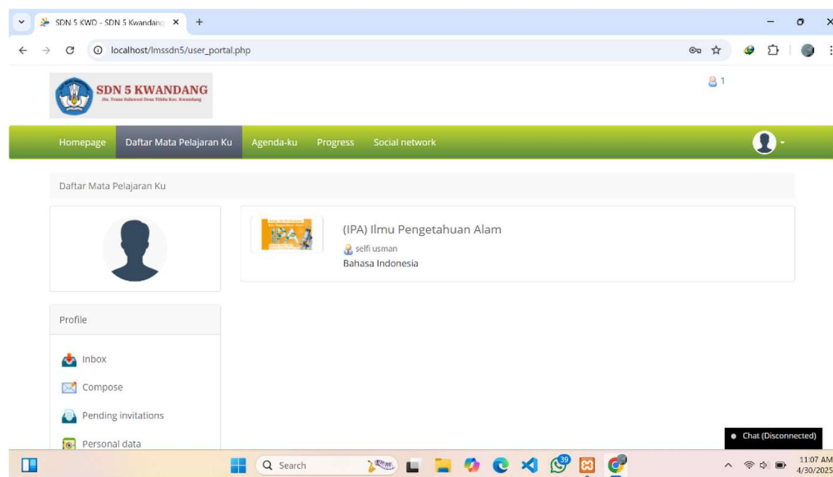 SDN 5 KWD - SDN 5 Kwandang
localhost/lmssdn5/user_portal.php
SDN 5 KWANDANG
1
Homepage
Daftar Mata Pelajaran Ku
Agenda-ku
Progress
Social network
Daftar Mata Pelajaran Ku
IPA
(IPA) Ilmu Pengetahuan Alam
selfi usman
Bahasa Indonesia
Profile
Inbox
Compose
Pending invitations
Personal data
Chat (Disconnected)
Search
39
11:07 AM
4/30/2025